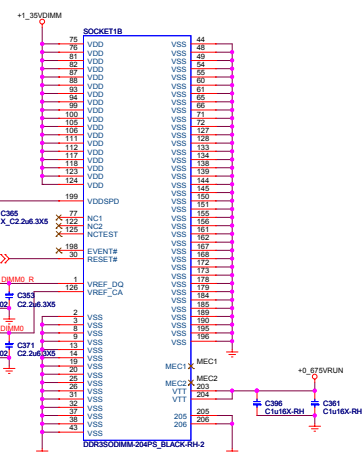 +1_35VDIMM
SOCKET1B
75 VDD VSS 44
76 VDD VSS 48
81 VDD VSS 49
82 VDD VSS 54
87 VDD VSS 55
88 VDD VSS 60
93 VDD VSS 61
94 VDD VSS 65
99 VDD VSS 66
100 VDD VSS 71
105 VDD VSS 72
106 VDD VSS 127
111 VDD VSS 128
112 VDD VSS 133
117 VDD VSS 134
118 VDD VSS 138
123 VDD VSS 139
124 VDD VSS 144
VSS 145
199 VDDSPD VSS 150
VSS 151
C365 77 NC1 VSS 155
X_C2.2u6.3X5 122 NC2 VSS 156
125 NCTEST VSS 161
VSS 162
198 EVENT# VSS 167
30 RESET# VSS 168
VSS 172
VSS 173
DIMM0_R 1 VREF_DQ VSS 178
126 VREF_CA VSS 179
C353 VSS 184
02 C2.2u6.3X5 VSS 185
2 VSS VSS 189
3 VSS VSS 190
DIMM0 8 VSS VSS 195
9 VSS VSS 196
C371 13 VSS
02 C2.2u6.3X5 14 VSS
19 VSS MEC1 MEC1
20 VSS
25 VSS +0_675VRUN
26 VSS MEC2 MEC2
31 VSS VTT 203
32 VSS VTT 204
37 VSS C396 C361
38 VSS 205 205 C1u16X-RH C1u16X-RH
43 VSS 206 206
DDR3SODIMM-204PS_BLACK-RH-2